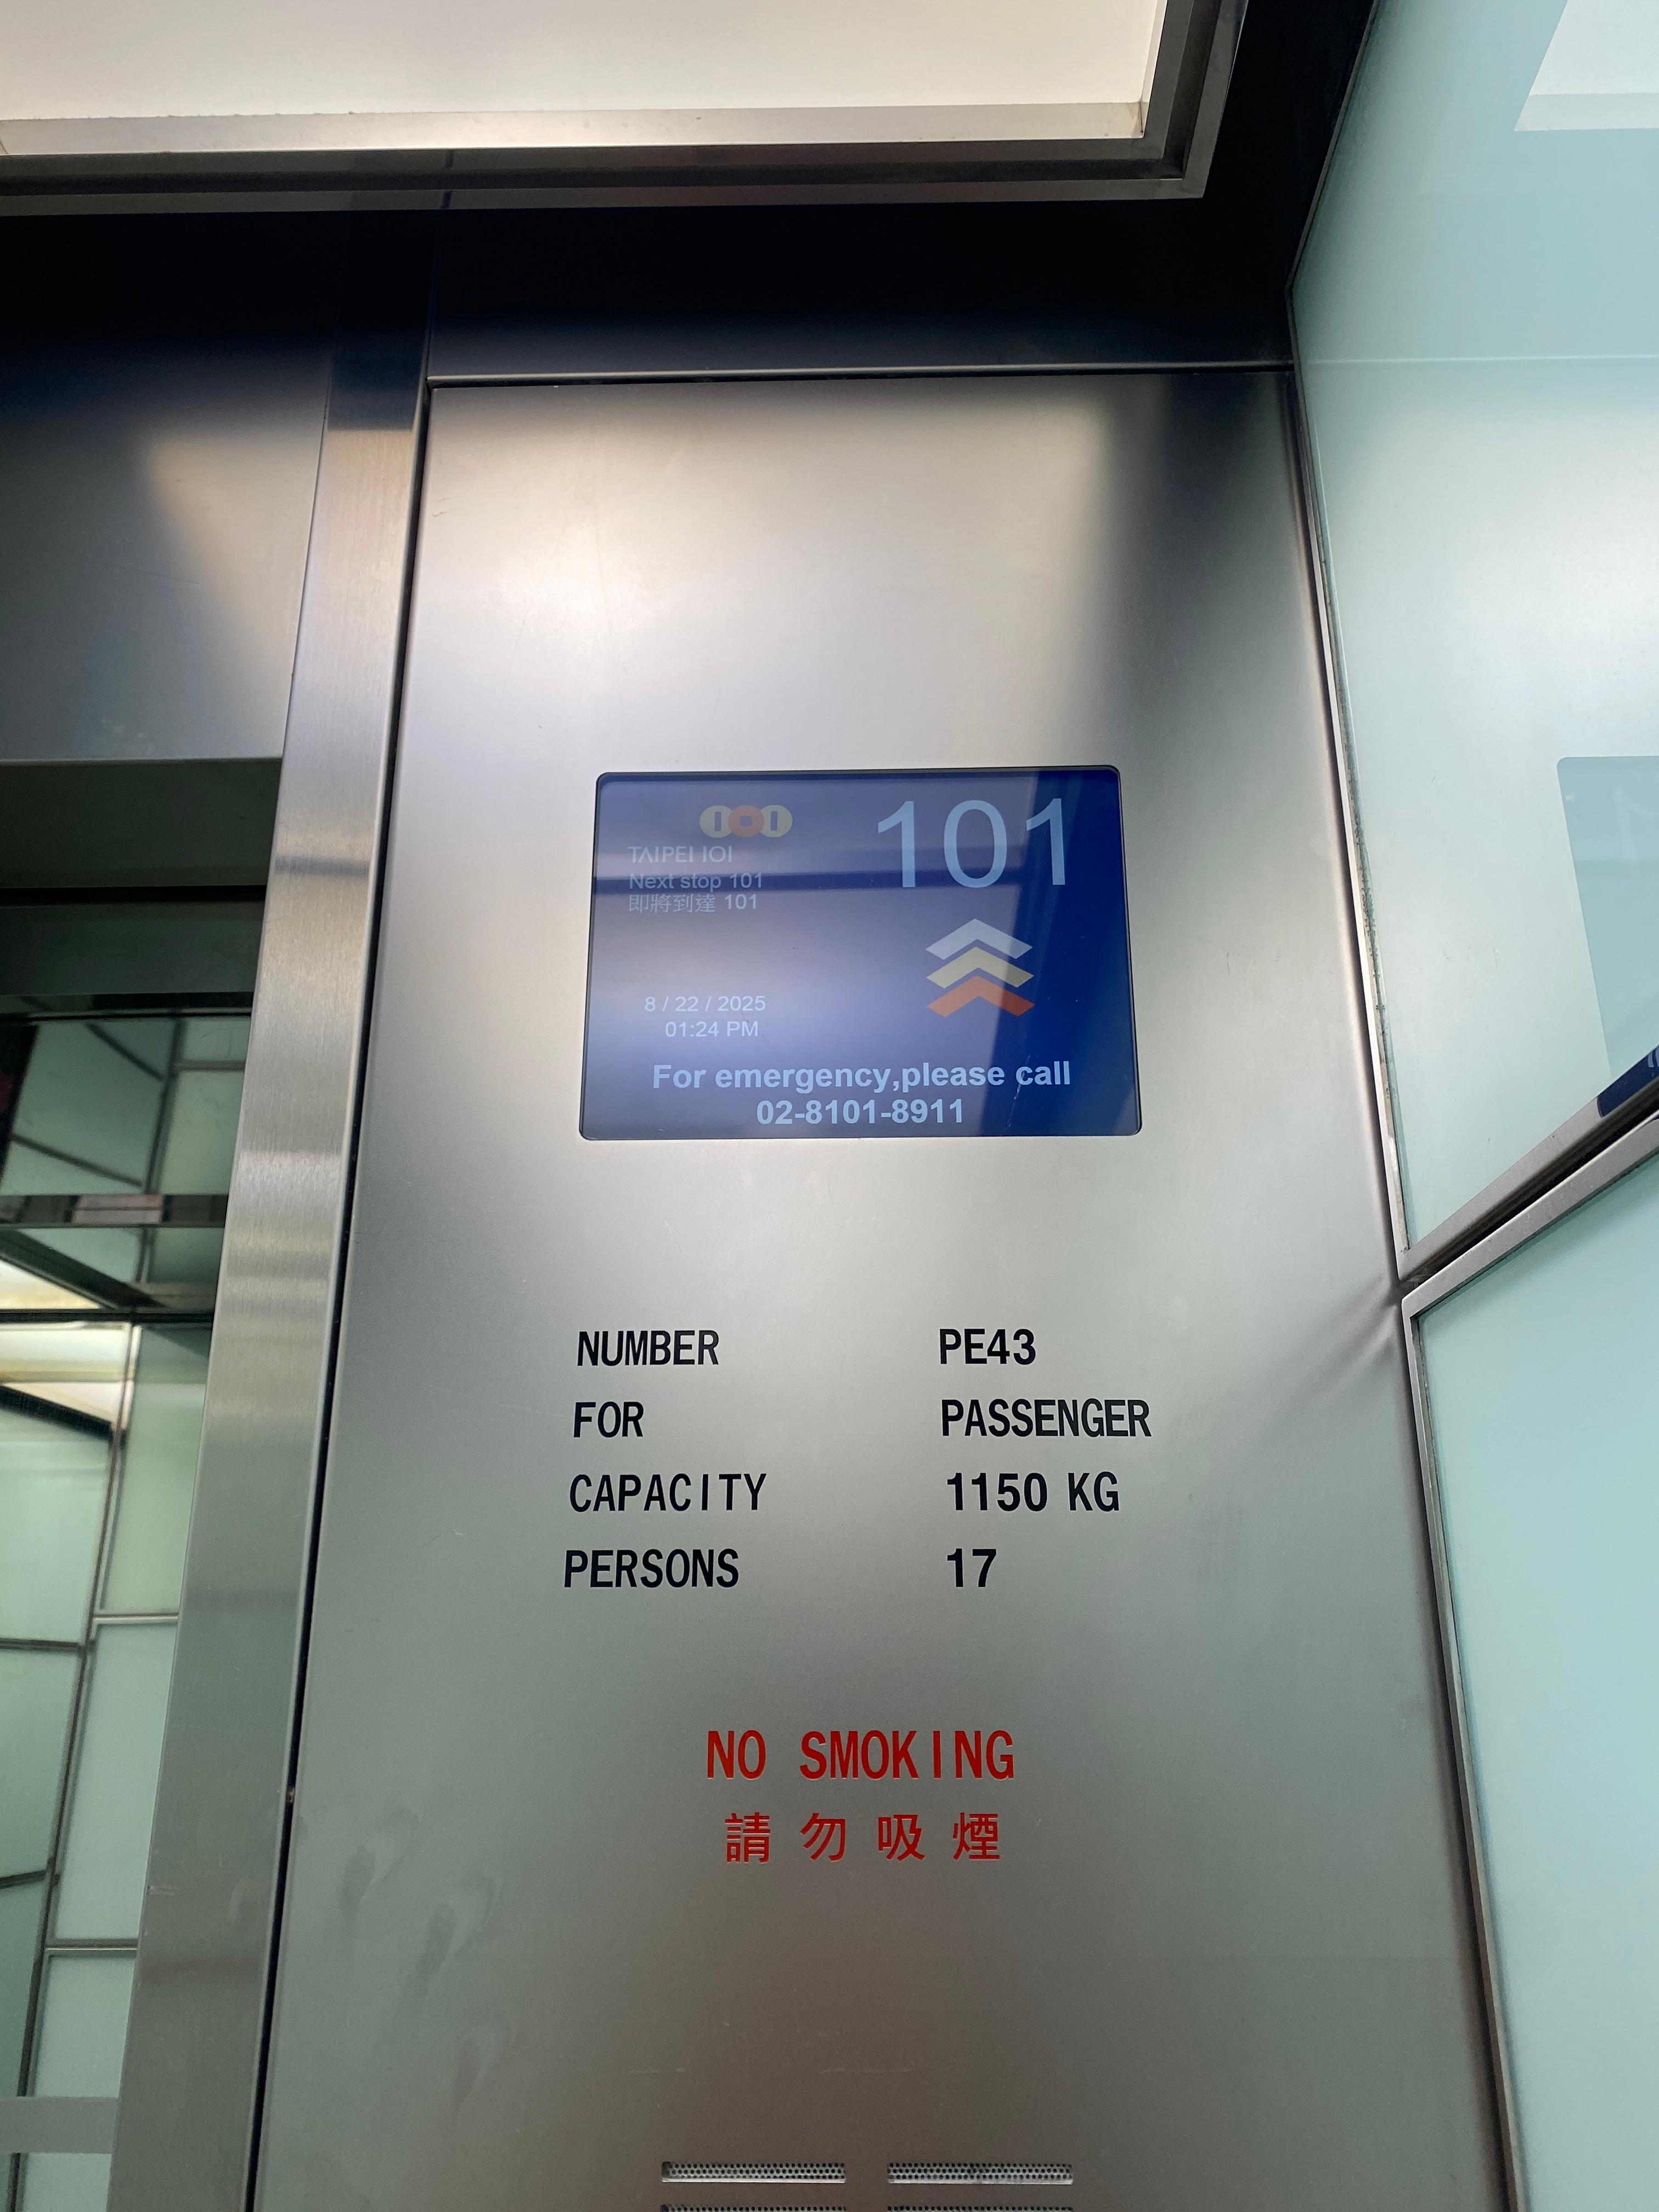 101
TAIPEI 101
Next stop 101
即將到達 101
101
8 / 22 / 2025
01:24 PM
For emergency,please call
02-8101-8911
NUMBER PE43
FOR PASSENGER
CAPACITY 1150 KG
PERSONS 17
NO SMOKING
請勿吸煙